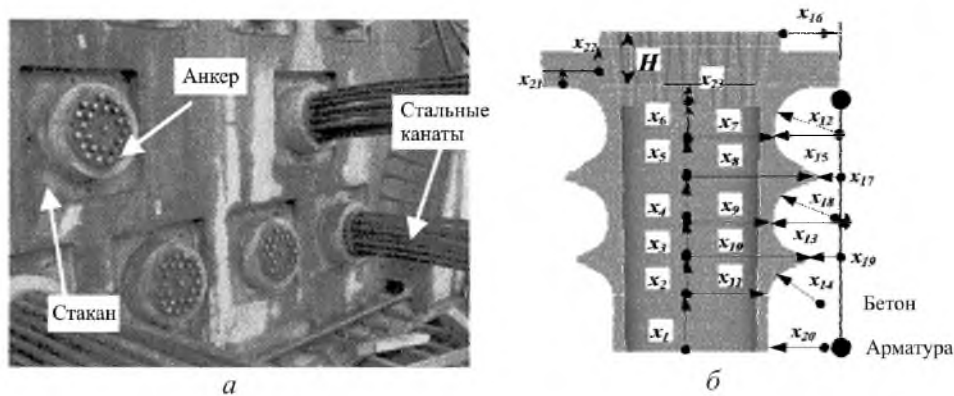 Анкер
Стальные
канаты
Стакан
а
x16
x22
H
x21
x23
x6
x7
x12
x5
x8
x15
x17
x4
x9
x18
x3
x10
x13
x19
x2
x11
x14
Бетон
x1
x20
Арматура
б